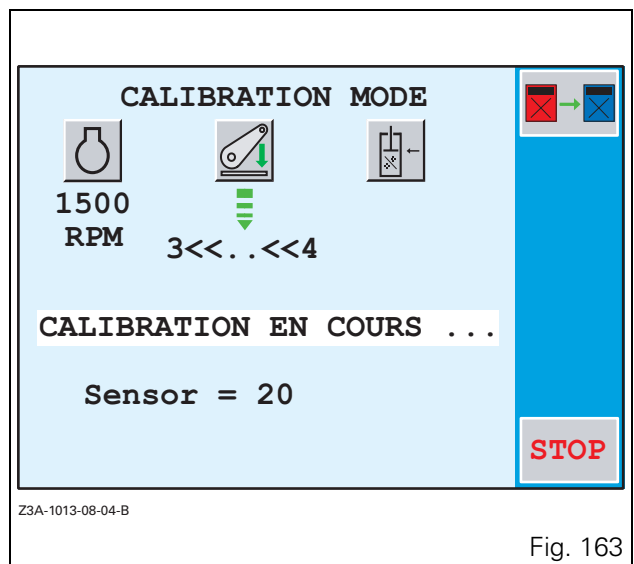 CALIBRATION MODE
1500
RPM
3<<..<<4
CALIBRATION EN COURS ...
Sensor = 20
STOP
Z3A-1013-08-04-B
Fig. 163